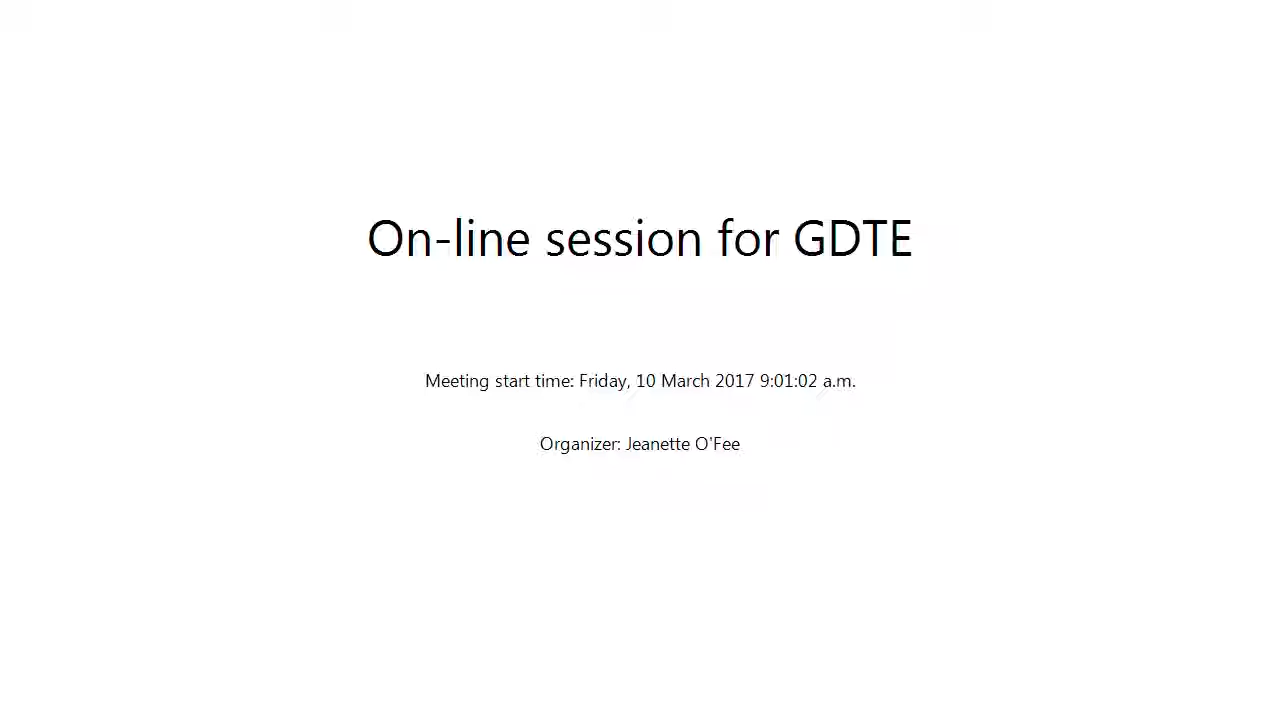 On-line session for GDTE
Meeting start time: Friday, 10 March 2017 9:01:02 a.m.
Organizer: Jeanette O'Fee